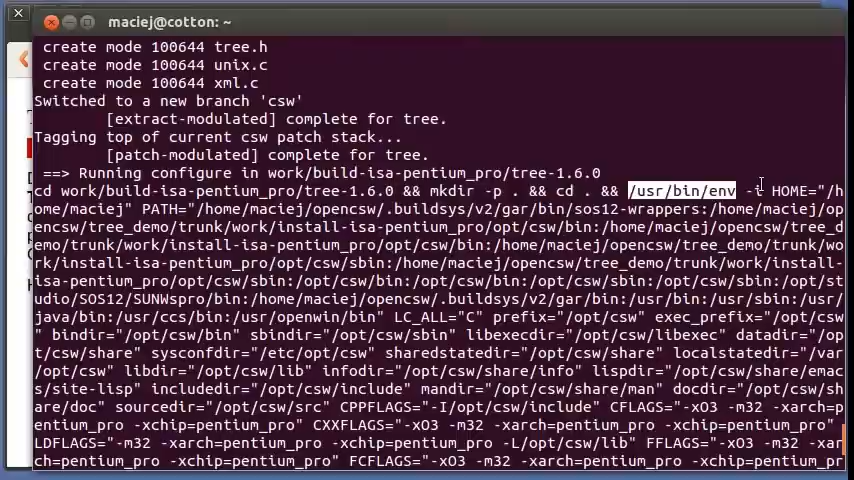 maciej@cotton: ~
create mode 100644 tree.h
create mode 100644 unix.c
create mode 100644 xml.c
Switched to a new branch 'csw'
[extract-modulated] complete for tree.
Tagging top of current csw patch stack...
[patch-modulated] complete for tree.
==> Running configure in work/build-isa-pentium_pro/tree-1.6.0
cd work/build-isa-pentium_pro/tree-1.6.0 && mkdir -p . && cd . && /usr/bin/env -i HOME="/h
ome/maciej" PATH="/home/maciej/opencsw/.buildsys/v2/gar/bin/sos12-wrappers:/home/maciej/op
encsw/tree_demo/trunk/work/install-isa-pentium_pro/opt/csw/bin:/home/maciej/opencsw/tree_d
emo/trunk/work/install-isa-pentium_pro/opt/csw/bin:/home/maciej/opencsw/tree_demo/trunk/wo
rk/install-isa-pentium_pro/opt/csw/sbin:/home/maciej/opencsw/tree_demo/trunk/work/install-
isa-pentium_pro/opt/csw/sbin:/opt/csw/bin:/opt/csw/bin:/opt/csw/sbin:/opt/csw/sbin:/opt/st
udio/SOS12/SUNWspro/bin:/home/maciej/opencsw/.buildsys/v2/gar/bin:/usr/bin:/usr/sbin:/usr/
java/bin:/usr/ccs/bin:/usr/openwin/bin" LC_ALL="C" prefix="/opt/csw" exec_prefix="/opt/csw
" bindir="/opt/csw/bin" sbindir="/opt/csw/sbin" libexecdir="/opt/csw/libexec" datadir="/op
t/csw/share" sysconfdir="/etc/opt/csw" sharedstatedir="/opt/csw/share" localstatedir="/var
/opt/csw" libdir="/opt/csw/lib" infodir="/opt/csw/share/info" lispdir="/opt/csw/share/emac
s/site-lisp" includedir="/opt/csw/include" mandir="/opt/csw/share/man" docdir="/opt/csw/sh
are/doc" sourcedir="/opt/csw/src" CPPFLAGS="-I/opt/csw/include" CFLAGS="-xO3 -m32 -xarch=p
entium_pro -xchip=pentium_pro" CXXFLAGS="-xO3 -m32 -xarch=pentium_pro -xchip=pentium_pro"
LDFLAGS="-m32 -xarch=pentium_pro -xchip=pentium_pro -L/opt/csw/lib" FFLAGS="-xO3 -m32 -xar
ch=pentium_pro -xchip=pentium_pro" FCFLAGS="-xO3 -m32 -xarch=pentium_pro -xchip=pentium_pr